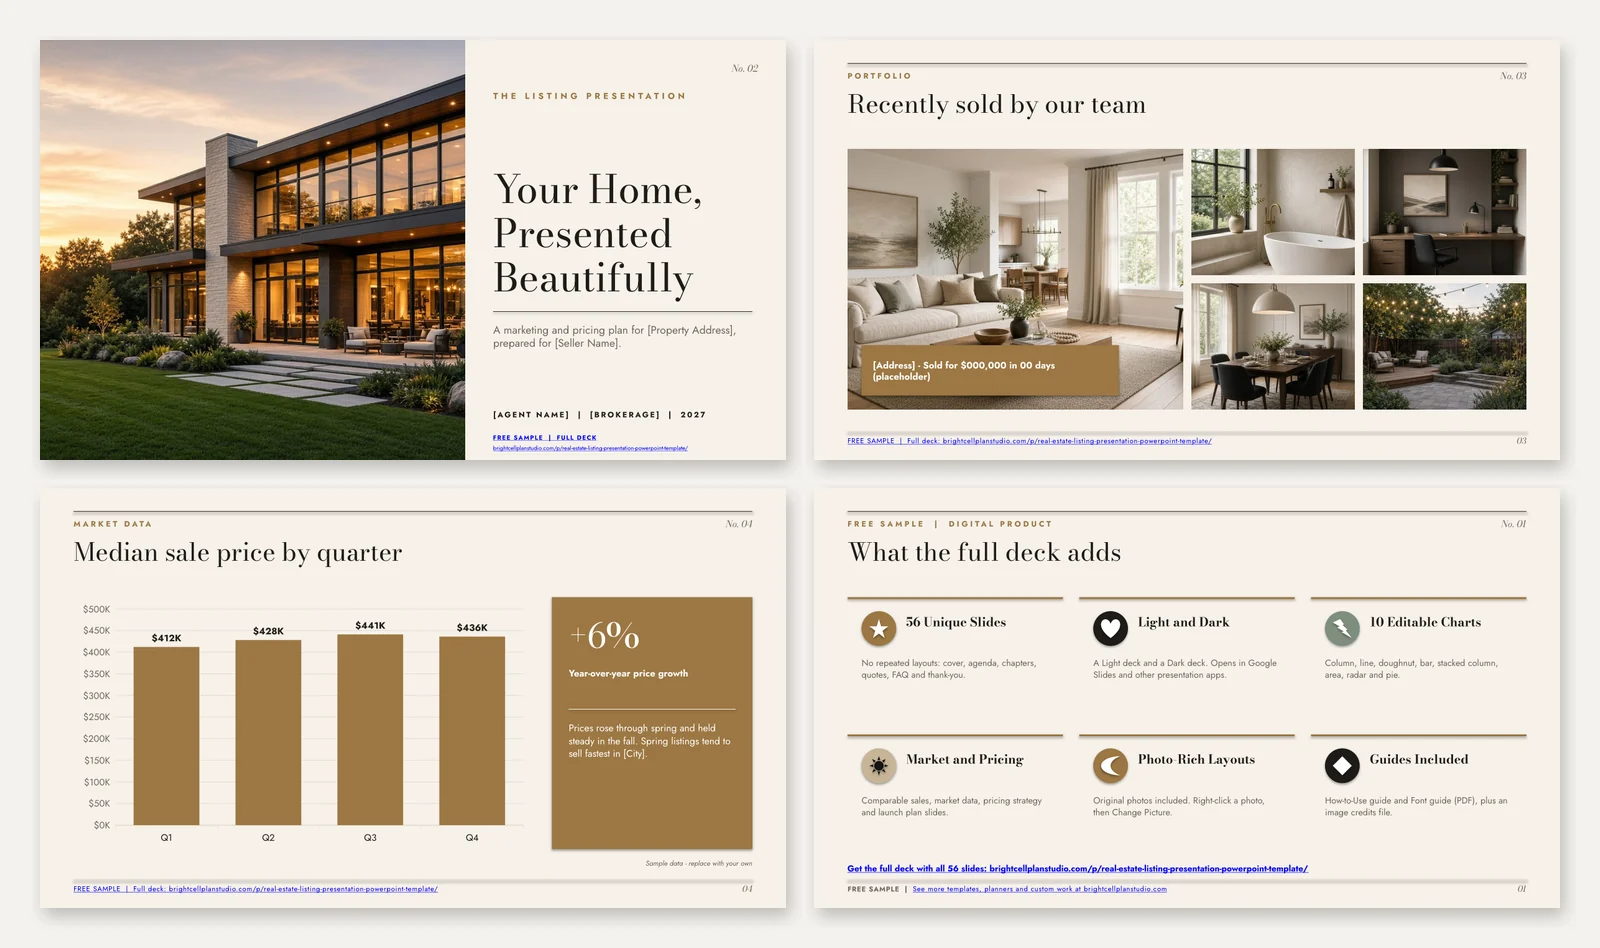 No. 02
THE LISTING PRESENTATION
Your Home,
Presented
Beautifully
A marketing and pricing plan for [Property Address],
prepared for [Seller Name].
[AGENT NAME] | [BROKERAGE] | 2027
FREE SAMPLE | FULL DECK
brightcellplanstudio.com/p/real-estate-listing-presentation-powerpoint-template/
PORTFOLIO
No. 03
Recently sold by our team
[Address] - Sold for $000,000 in 00 days
(placeholder)
FREE SAMPLE | Full deck: brightcellplanstudio.com/p/real-estate-listing-presentation-powerpoint-template/
03
MARKET DATA
No. 04
Median sale price by quarter
$500K
$450K
$400K
$350K
$300K
$250K
$200K
$150K
$100K
$50K
$0K
$412K
$428K
$441K
$436K
Q1
Q2
Q3
Q4
+6%
Year-over-year price growth
Prices rose through spring and held
steady in the fall. Spring listings tend to
sell fastest in [City].
Sample data - replace with your own
FREE SAMPLE | Full deck: brightcellplanstudio.com/p/real-estate-listing-presentation-powerpoint-template/
04
FREE SAMPLE | DIGITAL PRODUCT
No. 01
What the full deck adds
56 Unique Slides
No repeated layouts: cover, agenda, chapters,
quotes, FAQ and thank-you.
Light and Dark
A Light deck and a Dark deck. Opens in Google
Slides and other presentation apps.
10 Editable Charts
Column, line, doughnut, bar, stacked column,
area, radar and pie.
Market and Pricing
Comparable sales, market data, pricing strategy
and launch plan slides.
Photo-Rich Layouts
Original photos included. Right-click a photo,
then Change Picture.
Guides Included
How-to-Use guide and Font guide (PDF), plus an
image credits file.
Get the full deck with all 56 slides: brightcellplanstudio.com/p/real-estate-listing-presentation-powerpoint-template/
FREE SAMPLE | See more templates, planners and custom work at brightcellplanstudio.com
01